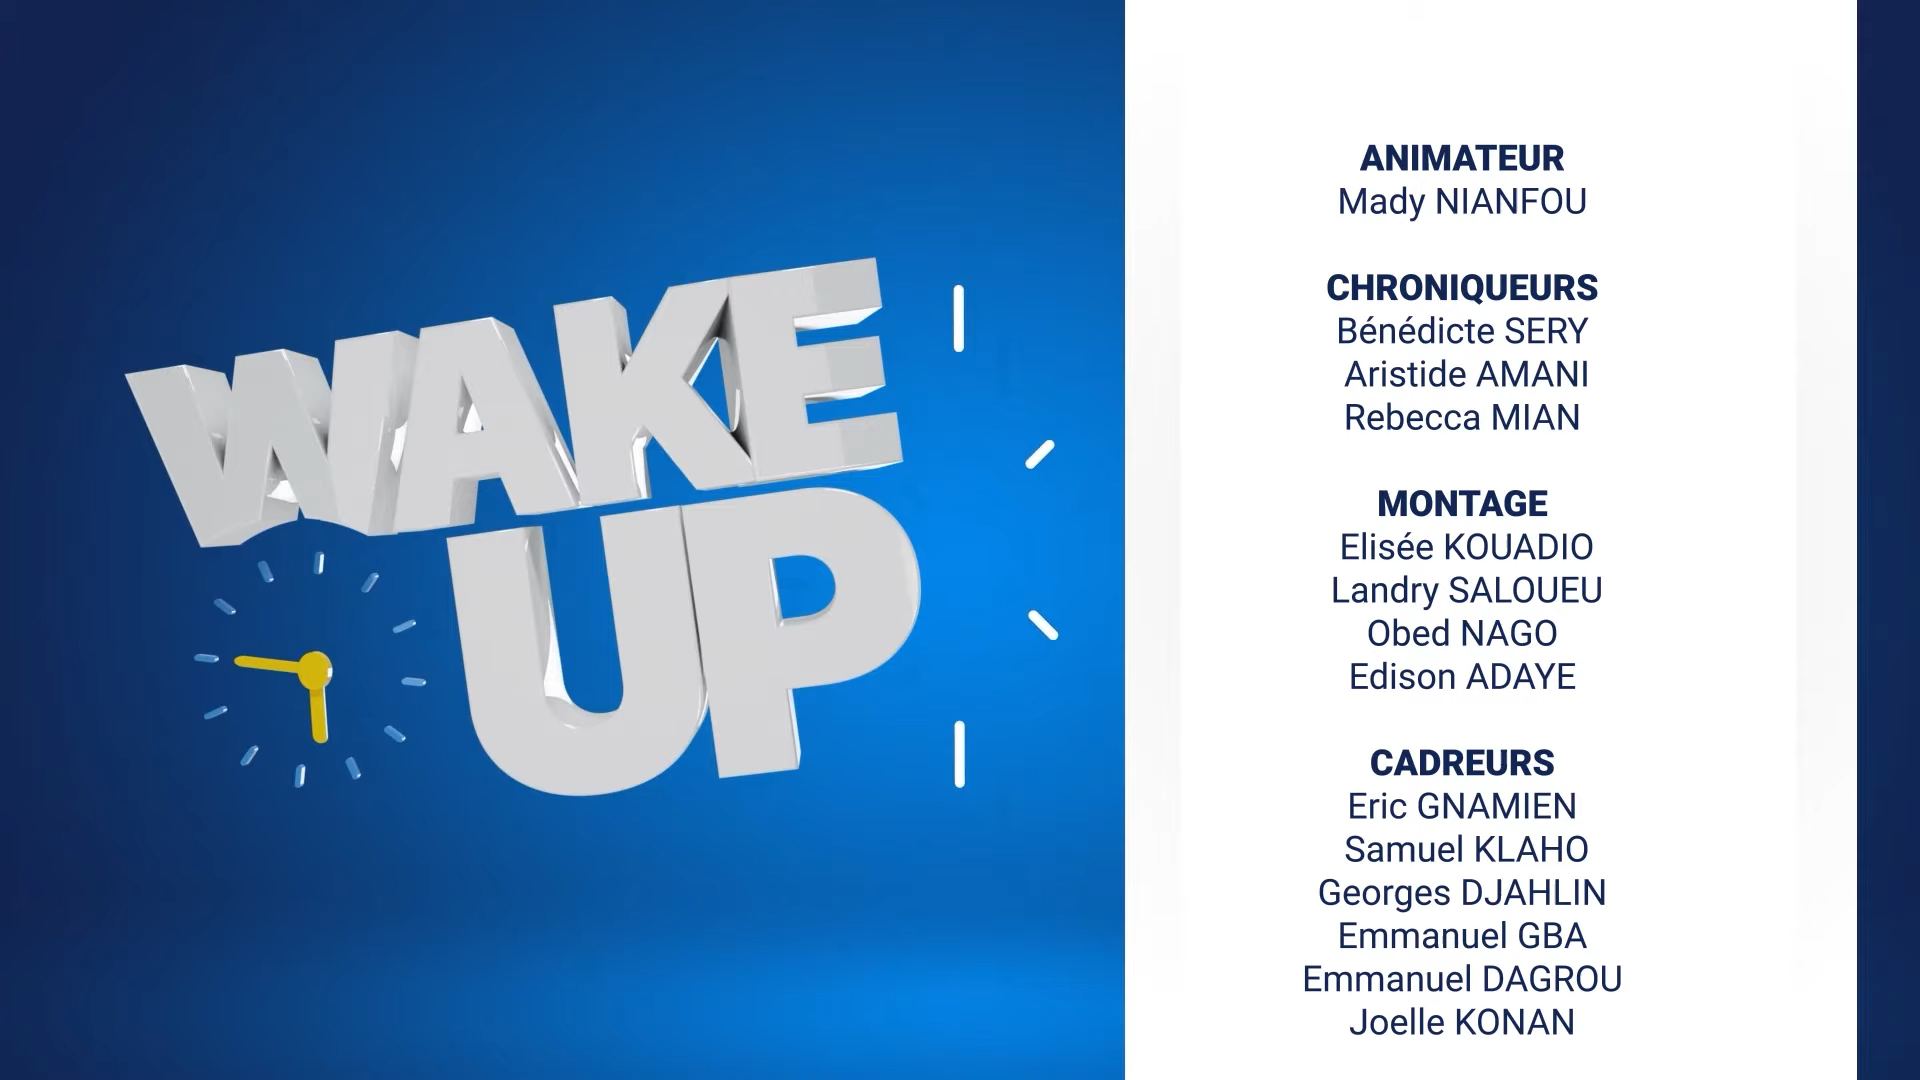 WAKE
UP
ANIMATEUR
Mady NIANFOU
CHRONIQUEURS
Bénédicte SERY
Aristide AMANI
Rebecca MIAN
MONTAGE
Elisée KOUADIO
Landry SALOUEU
Obed NAGO
Edison ADAYE
CADREURS
Eric GNAMIEN
Samuel KLAHO
Georges DJAHLIN
Emmanuel GBA
Emmanuel DAGROU
Joelle KONAN